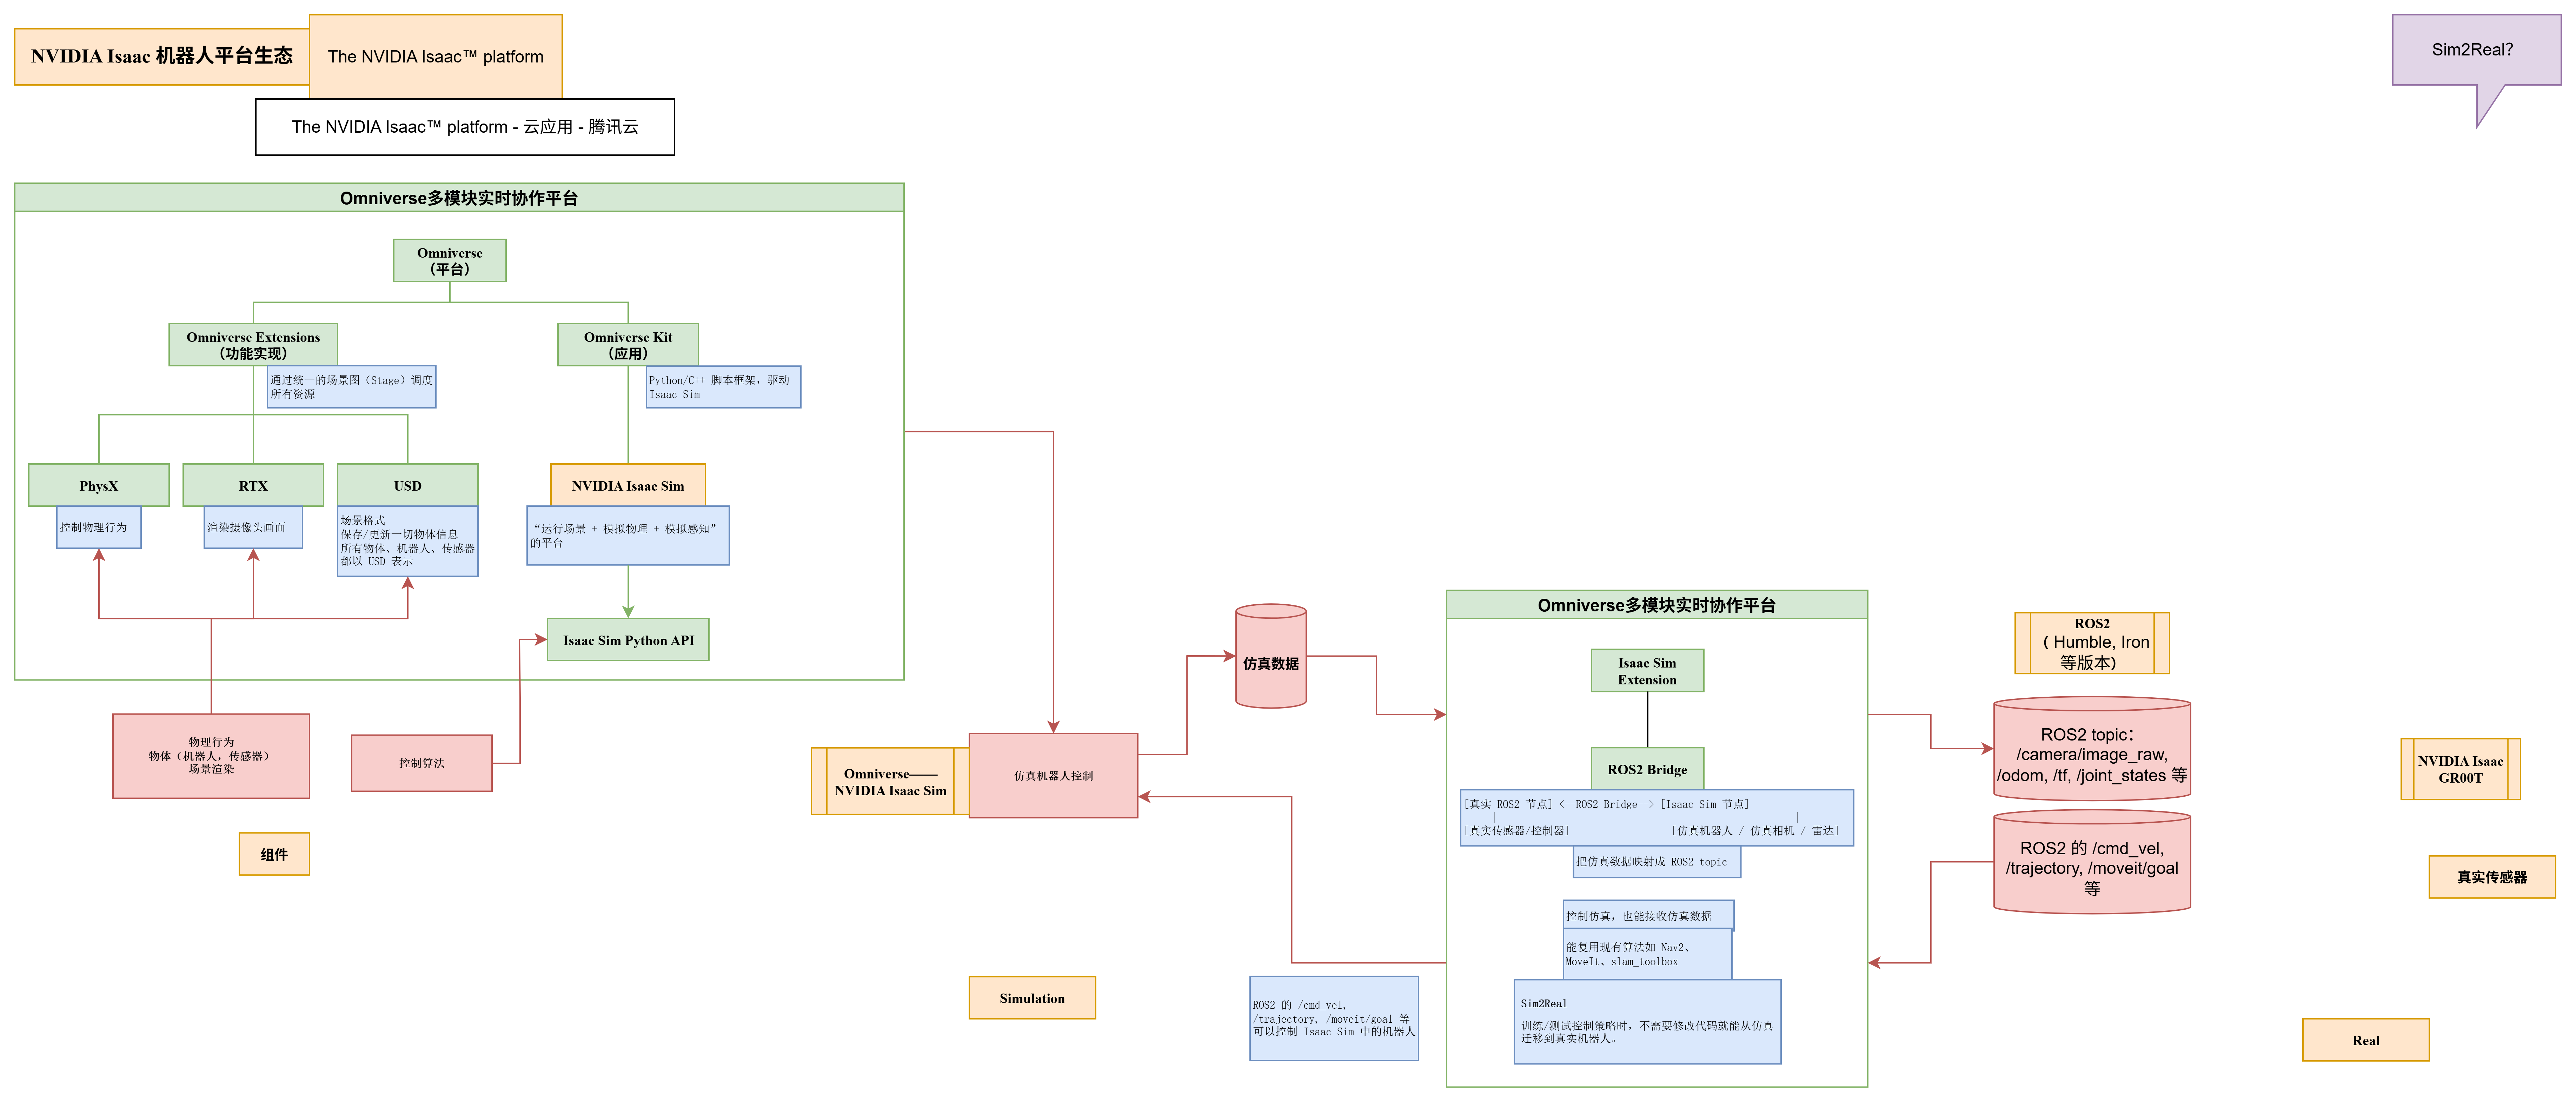 NVIDIA Isaac 机器人平台生态
The NVIDIA Isaac™ platform
Sim2Real？
The NVIDIA Isaac™ platform - 云应用 - 腾讯云
Omniverse多模块实时协作平台
Omniverse
（平台）
Omniverse Extensions
（功能实现）
通过统一的场景图（Stage）调度
所有资源
Omniverse Kit
（应用）
Python/C++ 脚本框架，驱动
Isaac Sim
PhysX
控制物理行为
RTX
渲染摄像头画面
USD
场景格式
保存/更新一切物体信息
所有物体、机器人、传感器
都以 USD 表示
NVIDIA Isaac Sim
“运行场景 + 模拟物理 + 模拟感知”
的平台
Isaac Sim Python API
物理行为
物体（机器人，传感器）
场景渲染
控制算法
组件
Omniverse——
NVIDIA Isaac Sim
仿真机器人控制
仿真数据
Simulation
ROS2 的 /cmd_vel,
/trajectory, /moveit/goal 等
可以控制 Isaac Sim 中的机器人
Omniverse多模块实时协作平台
Isaac Sim
Extension
ROS2 Bridge
[真实 ROS2 节点] <--ROS2 Bridge--> [Isaac Sim 节点]
| |
[真实传感器/控制器] [仿真机器人 / 仿真相机 / 雷达]
把仿真数据映射成 ROS2 topic
控制仿真，也能接收仿真数据
能复用现有算法如 Nav2、
MoveIt、slam_toolbox
Sim2Real
训练/测试控制策略时，不需要修改代码就能从仿真
迁移到真实机器人。
ROS2
（ Humble, Iron
等版本）
ROS2 topic：
/camera/image_raw,
/odom, /tf, /joint_states 等
ROS2 的 /cmd_vel,
/trajectory, /moveit/goal
等
NVIDIA Isaac
GR00T
真实传感器
Real